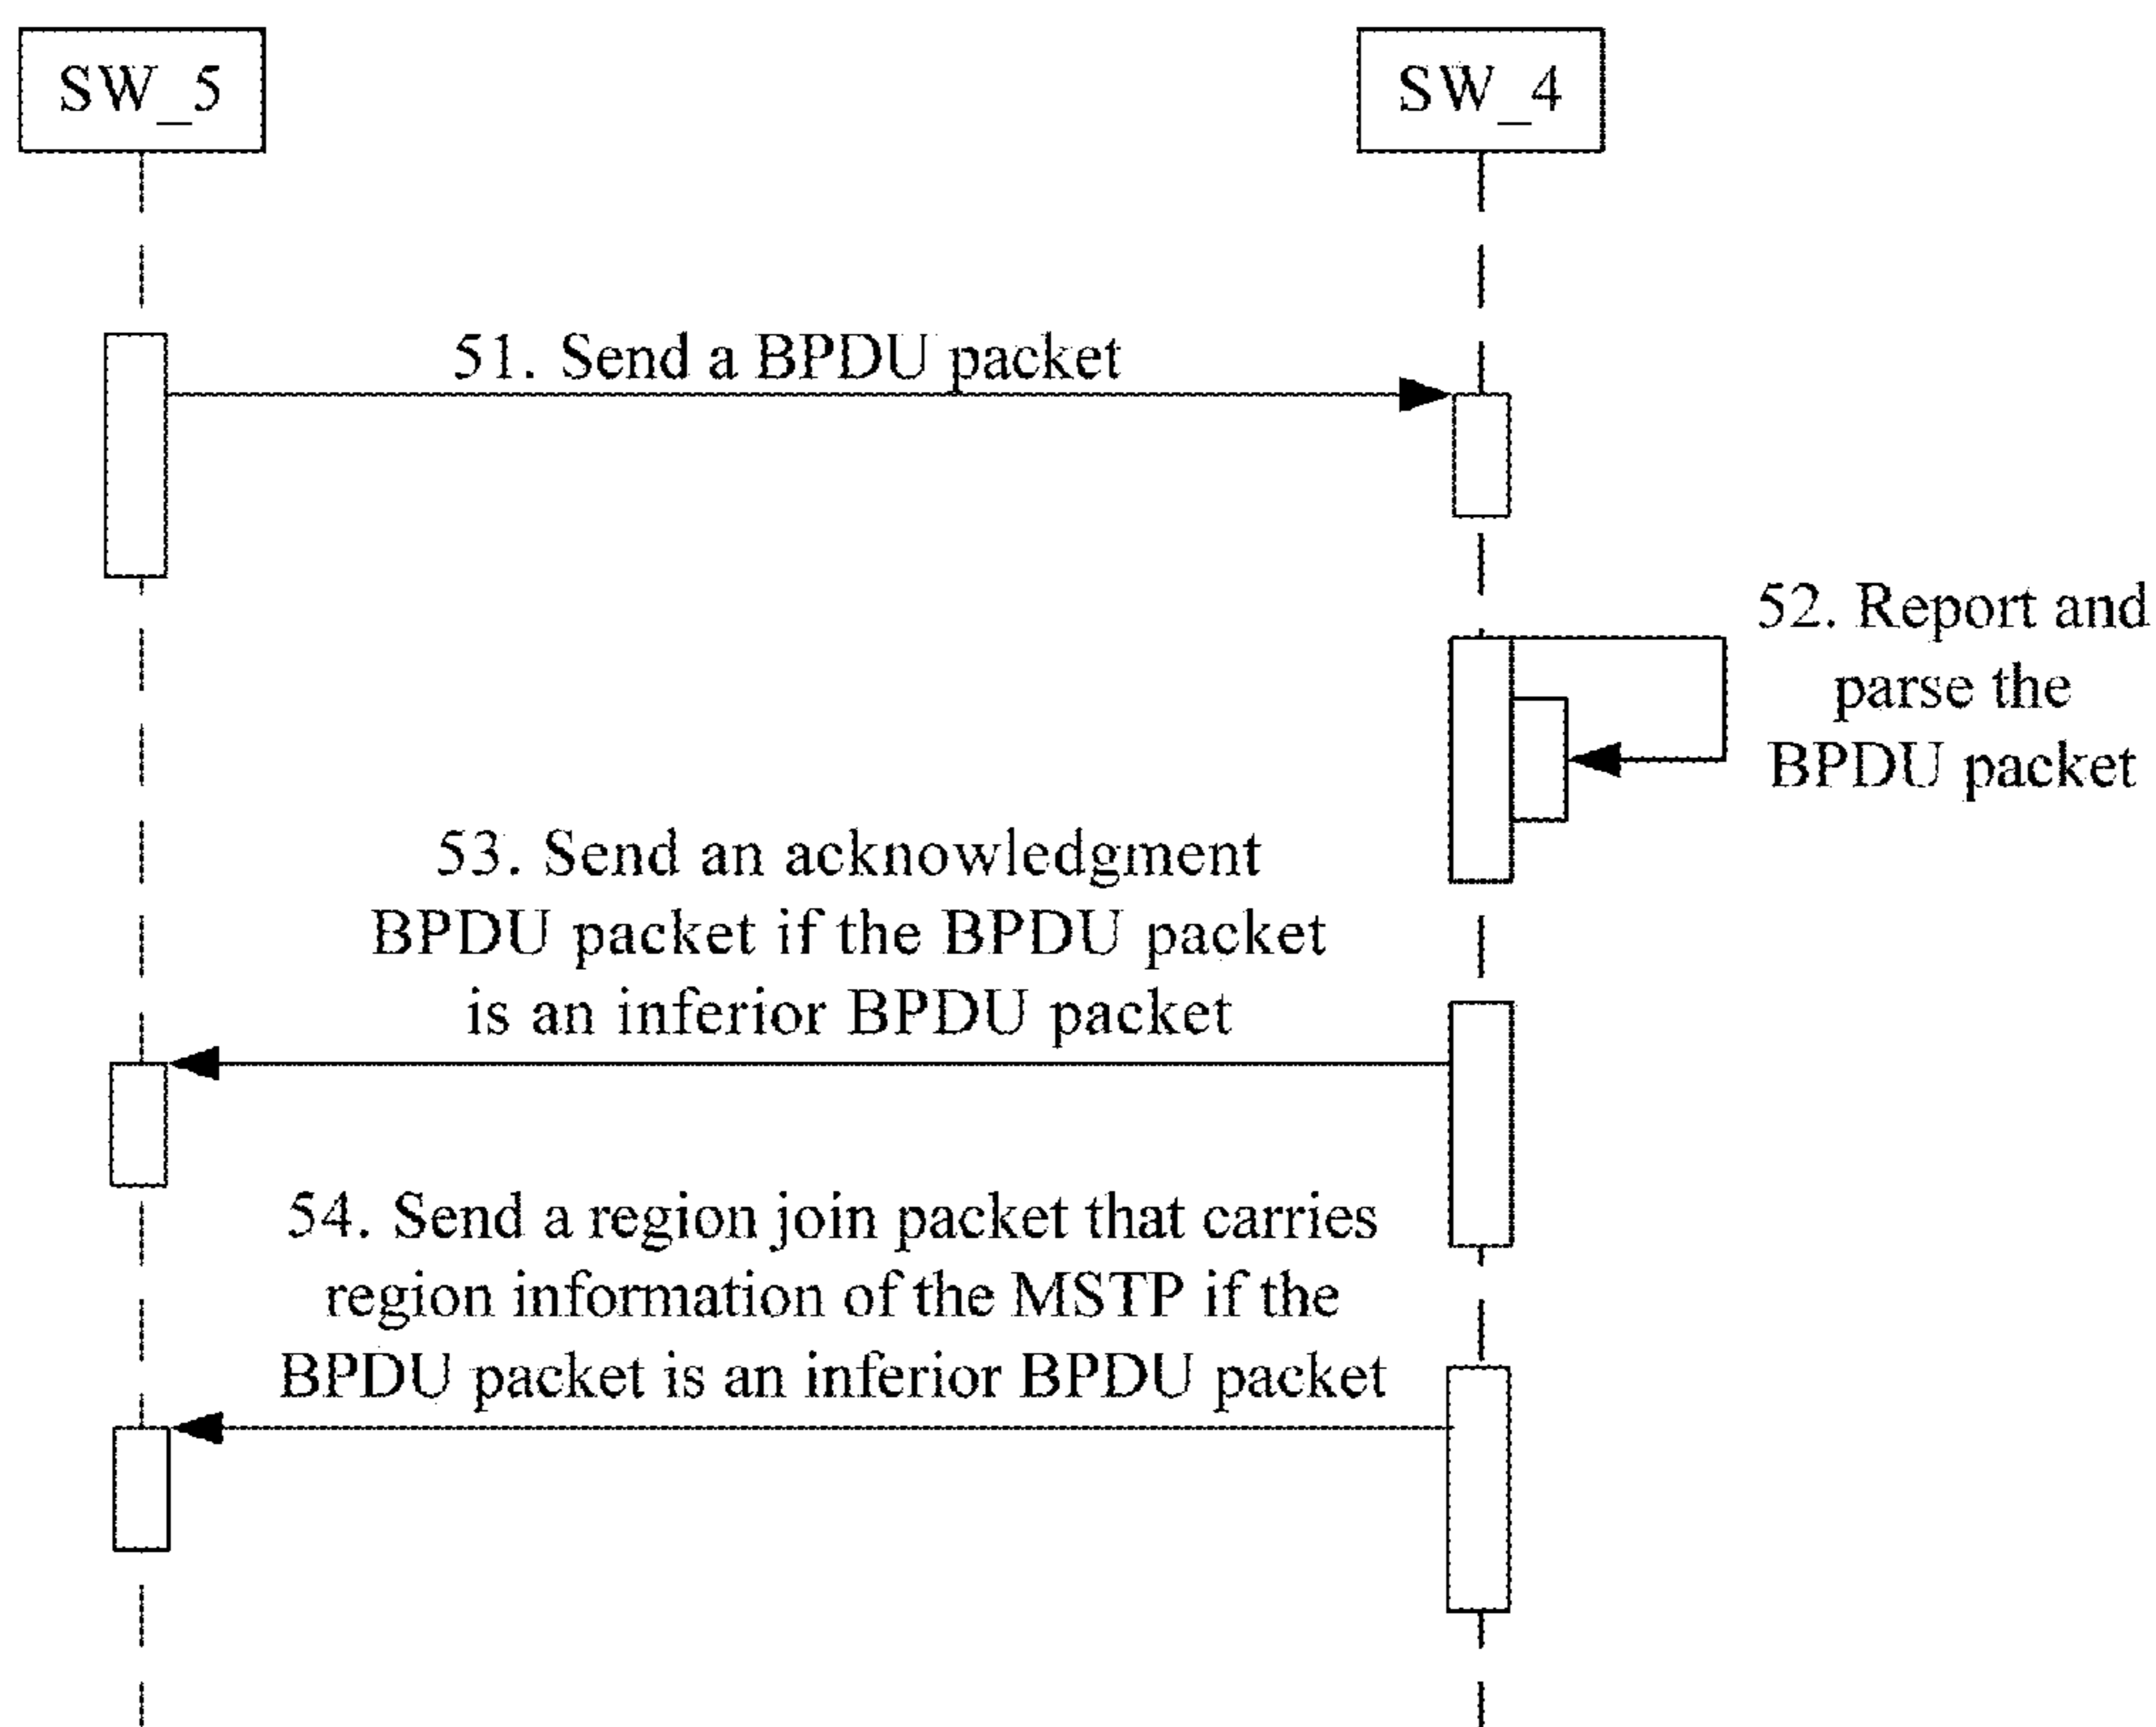 SW_5
SW_4
51. Send a BPDU packet
52. Report and
parse the
BPDU packet
53. Send an acknowledgment
BPDU packet if the BPDU packet
is an inferior BPDU packet
54. Send a region join packet that carries
region information of the MSTP if the
BPDU packet is an inferior BPDU packet